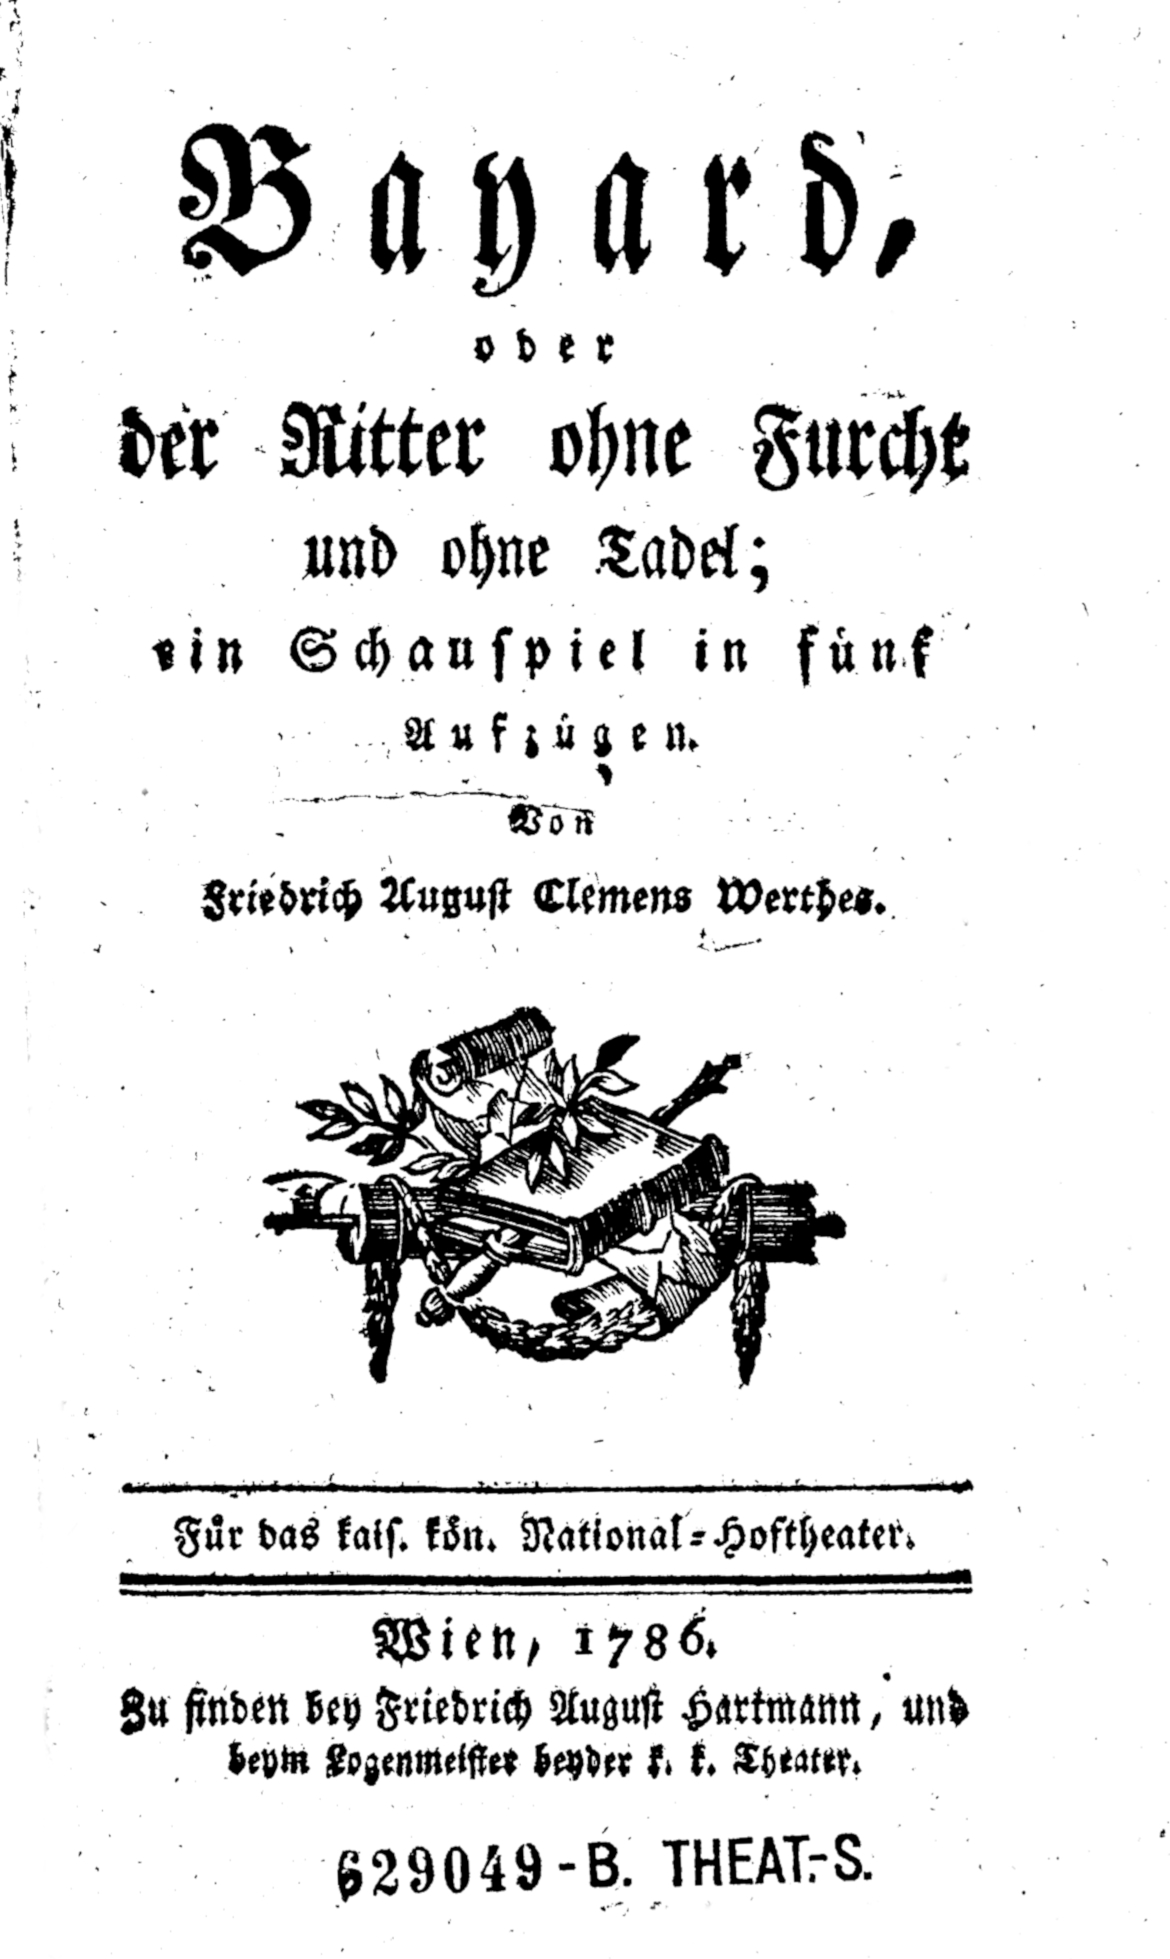 Bayard,
oder
der Ritter ohne Furcht
und ohne Tadel;
ein Schauspiel in fünf
Aufzügen.
Von
Friedrich August Clemens Werthes.
Für das kais. kön. National-Hoftheater.
Wien, 1786.
Zu finden bey Friedrich August Hartmann, und
beym Logenmeister beyder k. k. Theater.
629049-B. THEAT.-S.